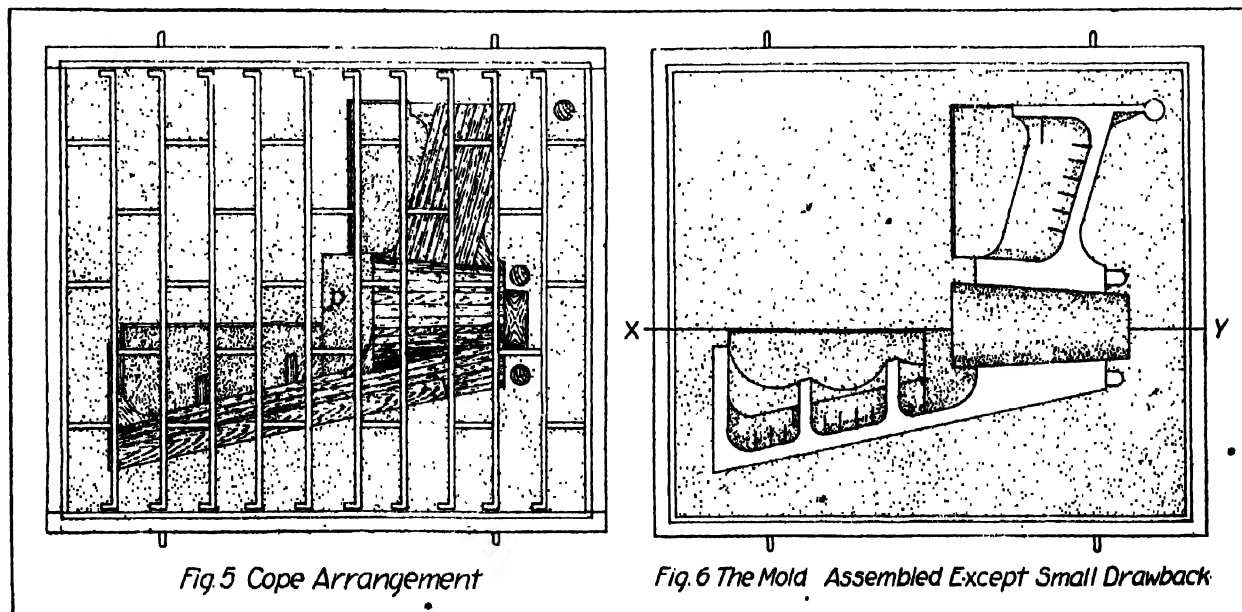 X
Y
Fig. 5 Cope Arrangement
Fig. 6 The Mold Assembled Except Small Drawback